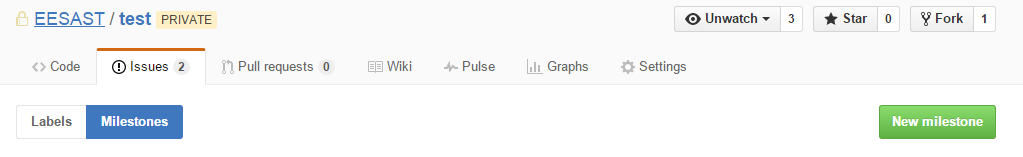 EESAST / test PRIVATE Unwatch 3 Star 0 Fork 1
Code Issues 2 Pull requests 0 Wiki Pulse Graphs Settings
Labels Milestones New milestone